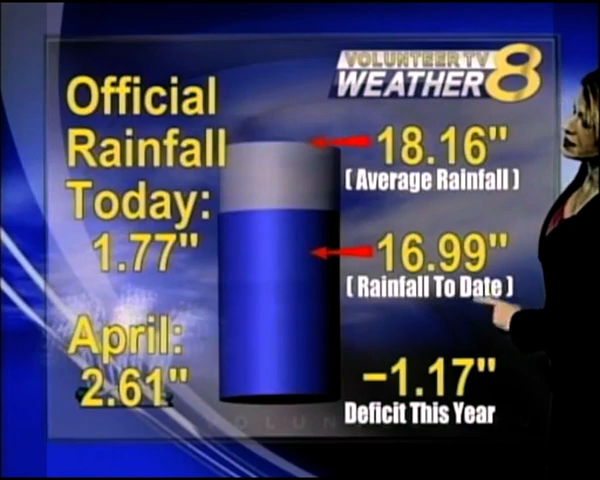 VOLUNTEER TV
WEATHER 8
Official
Rainfall
Today:
1.77"
April:
2.61"
18.16"
( Average Rainfall )
16.99"
( Rainfall To Date )
-1.17"
Deficit This Year
VOLUN